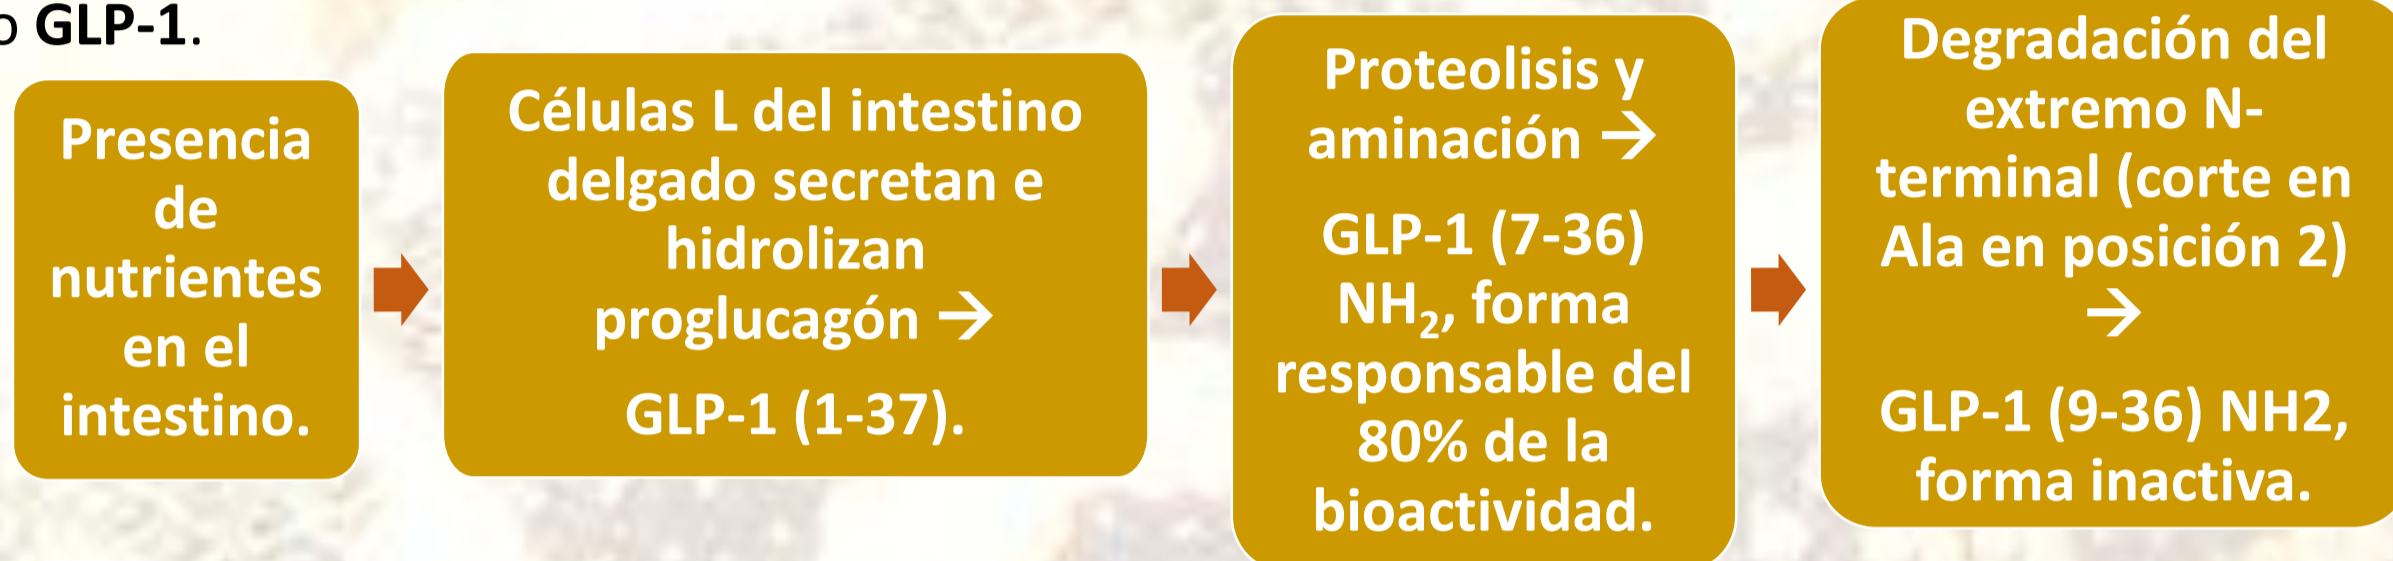 o GLP-1.
Presencia
de
nutrientes
en el
intestino.
Células L del intestino
delgado secretan e
hidrolizan
proglucagón →
GLP-1 (1-37).
Proteolisis y
aminación →
GLP-1 (7-36)
NH₂, forma
responsable del
80% de la
bioactividad.
Degradación del
extremo N-
terminal (corte en
Ala en posición 2)
→
GLP-1 (9-36) NH2,
forma inactiva.